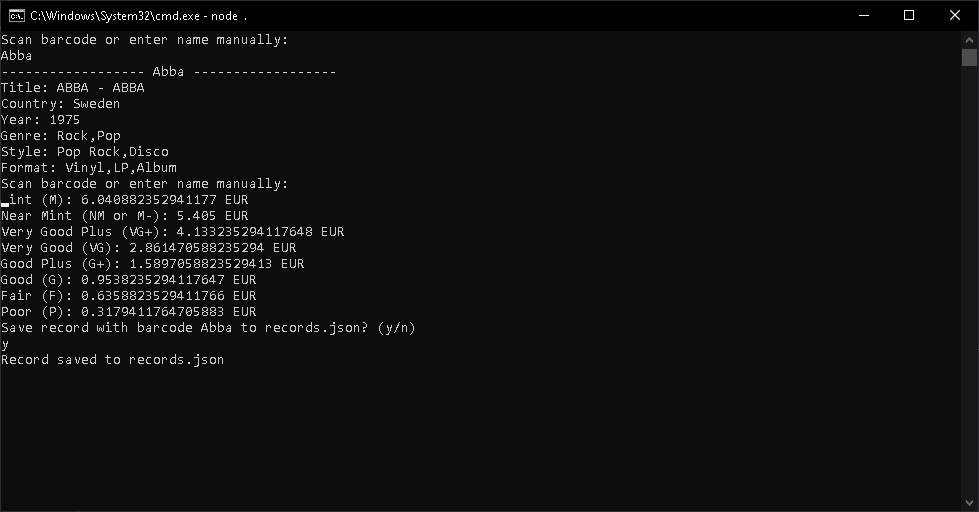 C:\Windows\System32\cmd.exe - node .
Scan barcode or enter name manually:
Abba
------------------ Abba ------------------
Title: ABBA - ABBA
Country: Sweden
Year: 1975
Genre: Rock,Pop
Style: Pop Rock,Disco
Format: Vinyl,LP,Album
Scan barcode or enter name manually:
_int (M): 6.040882352941177 EUR
Near Mint (NM or M-): 5.405 EUR
Very Good Plus (VG+): 4.133235294117648 EUR
Very Good (VG): 2.861470588235294 EUR
Good Plus (G+): 1.5897058823529413 EUR
Good (G): 0.9538235294117647 EUR
Fair (F): 0.6358823529411766 EUR
Poor (P): 0.3179411764705883 EUR
Save record with barcode Abba to records.json? (y/n)
y
Record saved to records.json